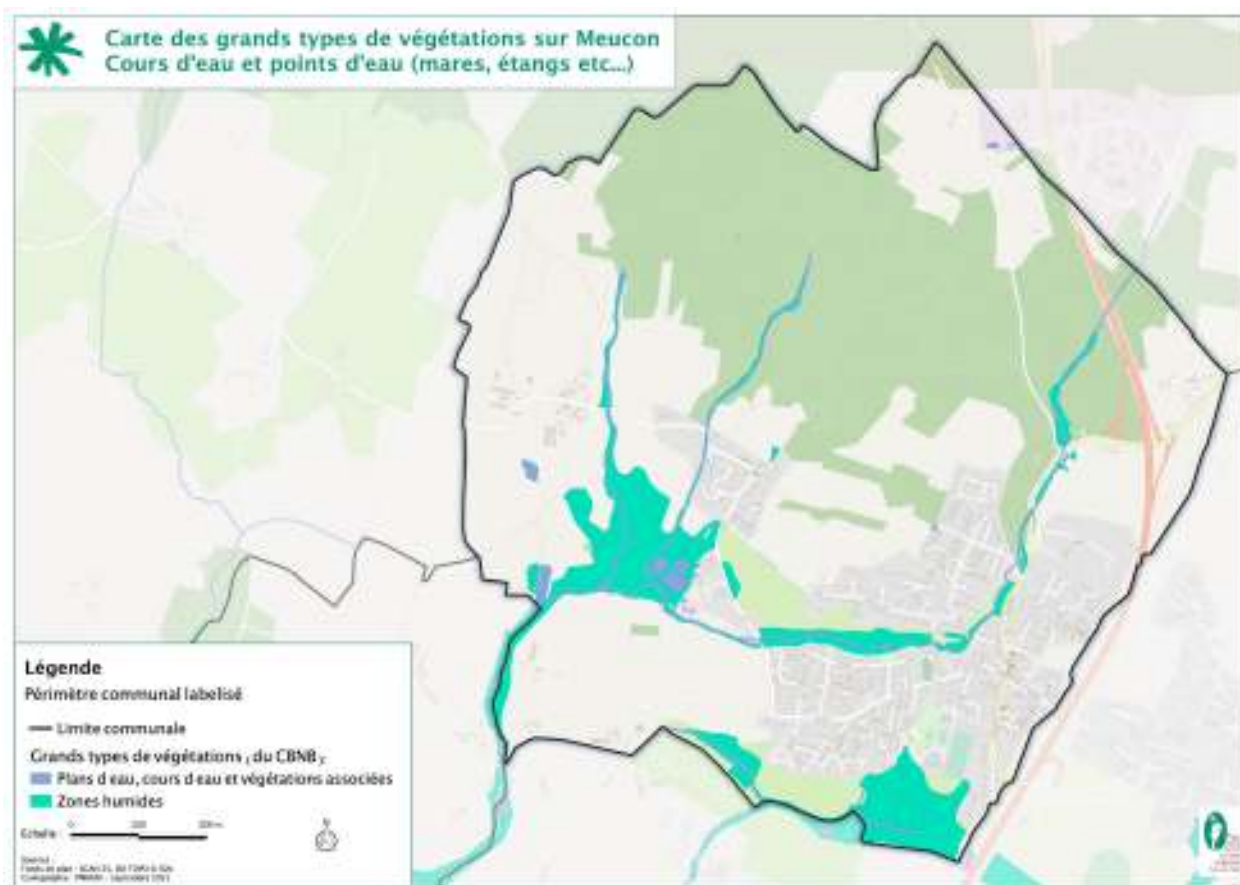 Carte des grands types de végétations sur Meucon
Cours d'eau et points d'eau (mares, étangs etc...)
Légende
Périmètre communal labelisé
Limite communale
Grands types de végétations ( du CBNB )
Plans d'eau, cours d'eau et végétations associées
Zones humides
Echelle :
0
N